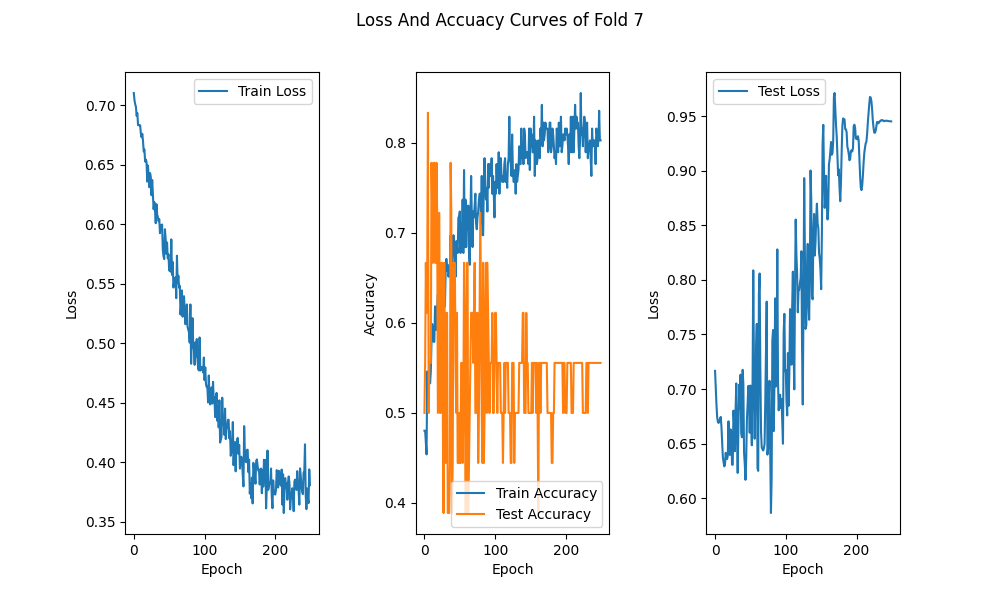 Loss And Accuacy Curves of Fold 7
Train Loss
0.70
0.65
0.60
0.55
0.50
0.45
0.40
0.35
Loss
0 100 200
Epoch
0.8
0.7
0.6
0.5
0.4
Accuracy
Train Accuracy
Test Accuracy
0 100 200
Epoch
Test Loss
0.95
0.90
0.85
0.80
0.75
0.70
0.65
0.60
Loss
0 100 200
Epoch